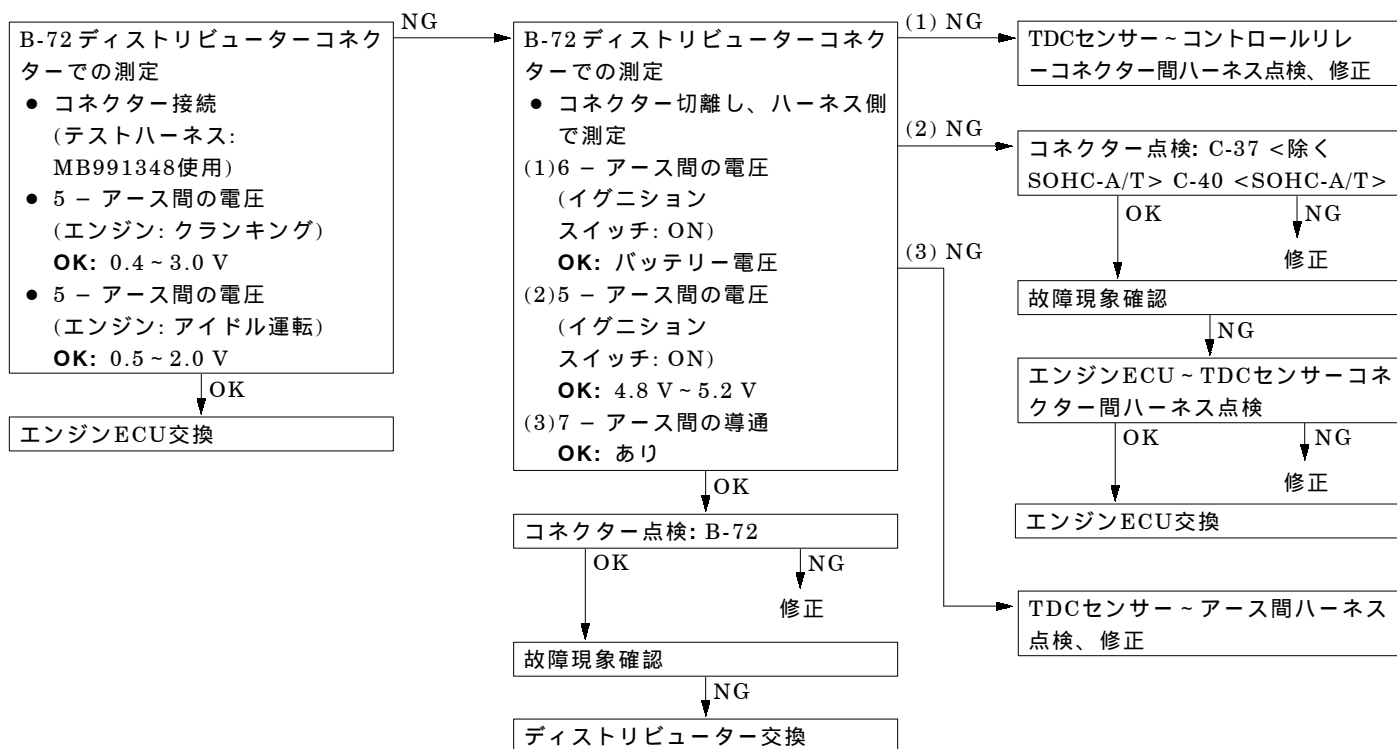 B-72ディストリビューターコネク
ターでの測定
● コネクター接続
(テストハーネス:
MB991348使用)
● 5 – アース間の電圧
(エンジン: クランキング)
OK: 0.4~3.0 V
● 5 – アース間の電圧
(エンジン: アイドル運転)
OK: 0.5~2.0 V
NG
OK
エンジンECU交換
B-72ディストリビューターコネク
ターでの測定
● コネクター切離し、ハーネス側
で測定
(1)6 – アース間の電圧
(イグニション
スイッチ: ON)
OK: バッテリー電圧
(2)5 – アース間の電圧
(イグニション
スイッチ: ON)
OK: 4.8 V~5.2 V
(3)7 – アース間の導通
OK: あり
OK
コネクター点検: B-72
OK
NG
修正
故障現象確認
NG
ディストリビューター交換
(1) NG
TDCセンサー~コントロールリレ
ーコネクター間ハーネス点検、修正
(2) NG
コネクター点検: C-37 <除く
SOHC-A/T> C-40 <SOHC-A/T>
OK
NG
修正
故障現象確認
NG
エンジンECU~TDCセンサーコネ
クター間ハーネス点検
OK
NG
修正
エンジンECU交換
(3) NG
TDCセンサー~アース間ハーネス
点検、修正